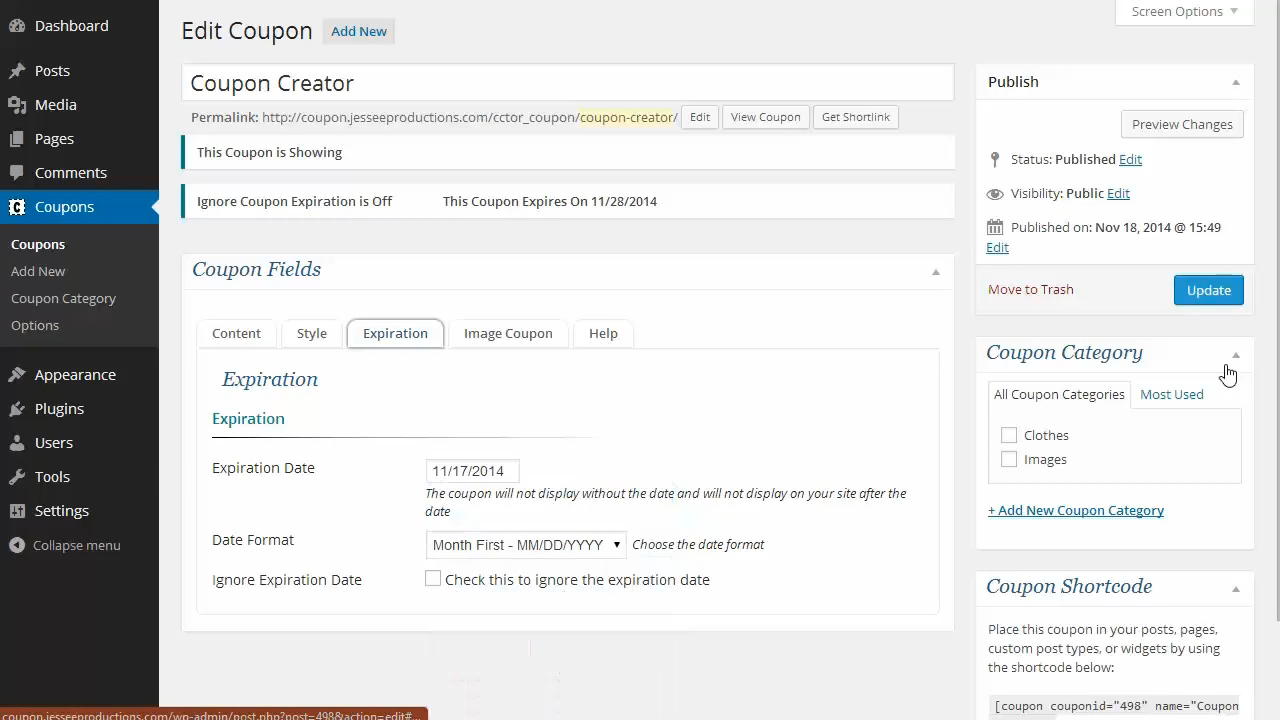 Dashboard
Posts
Media
Pages
Comments
Coupons
Coupons
Add New
Coupon Category
Options
Appearance
Plugins
Users
Tools
Settings
Collapse menu
Screen Options
Edit Coupon Add New
Coupon Creator
Permalink: http://coupon.jesseeproductions.com/cctor_coupon/coupon-creator/ Edit View Coupon Get Shortlink
This Coupon is Showing
Ignore Coupon Expiration is Off This Coupon Expires On 11/28/2014
Coupon Fields
Content Style Expiration Image Coupon Help
Expiration
Expiration
Expiration Date 11/17/2014
The coupon will not display without the date and will not display on your site after the
date
Date Format Month First - MM/DD/YYYY Choose the date format
Ignore Expiration Date Check this to ignore the expiration date
Publish
Preview Changes
Status: Published Edit
Visibility: Public Edit
Published on: Nov 18, 2014 @ 15:49
Edit
Move to Trash Update
Coupon Category
All Coupon Categories Most Used
Clothes
Images
+ Add New Coupon Category
Coupon Shortcode
Place this coupon in your posts, pages,
custom post types, or widgets by using
the shortcode below:
[coupon couponid="498" name="Coupon
coupon.jesseeproductions.com/wp-admin/post.php?post=498&action=edit#...